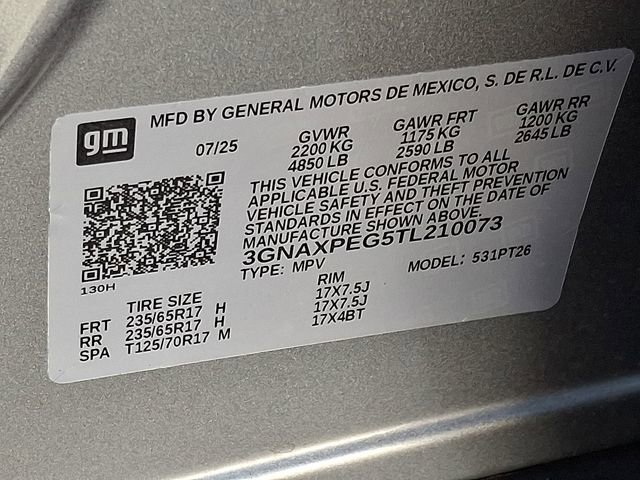 gm
MFD BY GENERAL MOTORS DE MEXICO, S. DE R.L. DE C.V.
07/25 GVWR GAWR FRT GAWR RR
2200 KG 1175 KG 1200 KG
4850 LB 2590 LB 2645 LB
THIS VEHICLE CONFORMS TO ALL
APPLICABLE U.S. FEDERAL MOTOR
VEHICLE SAFETY AND THEFT PREVENTION
STANDARDS IN EFFECT ON THE DATE OF
MANUFACTURE SHOWN ABOVE.
3GNAXPEG5TL210073
TYPE: MPV MODEL: 531PT26
130H
TIRE SIZE RIM
FRT 235/65R17 H 17X7.5J
RR 235/65R17 H 17X7.5J
SPA T125/70R17 M 17X4BT